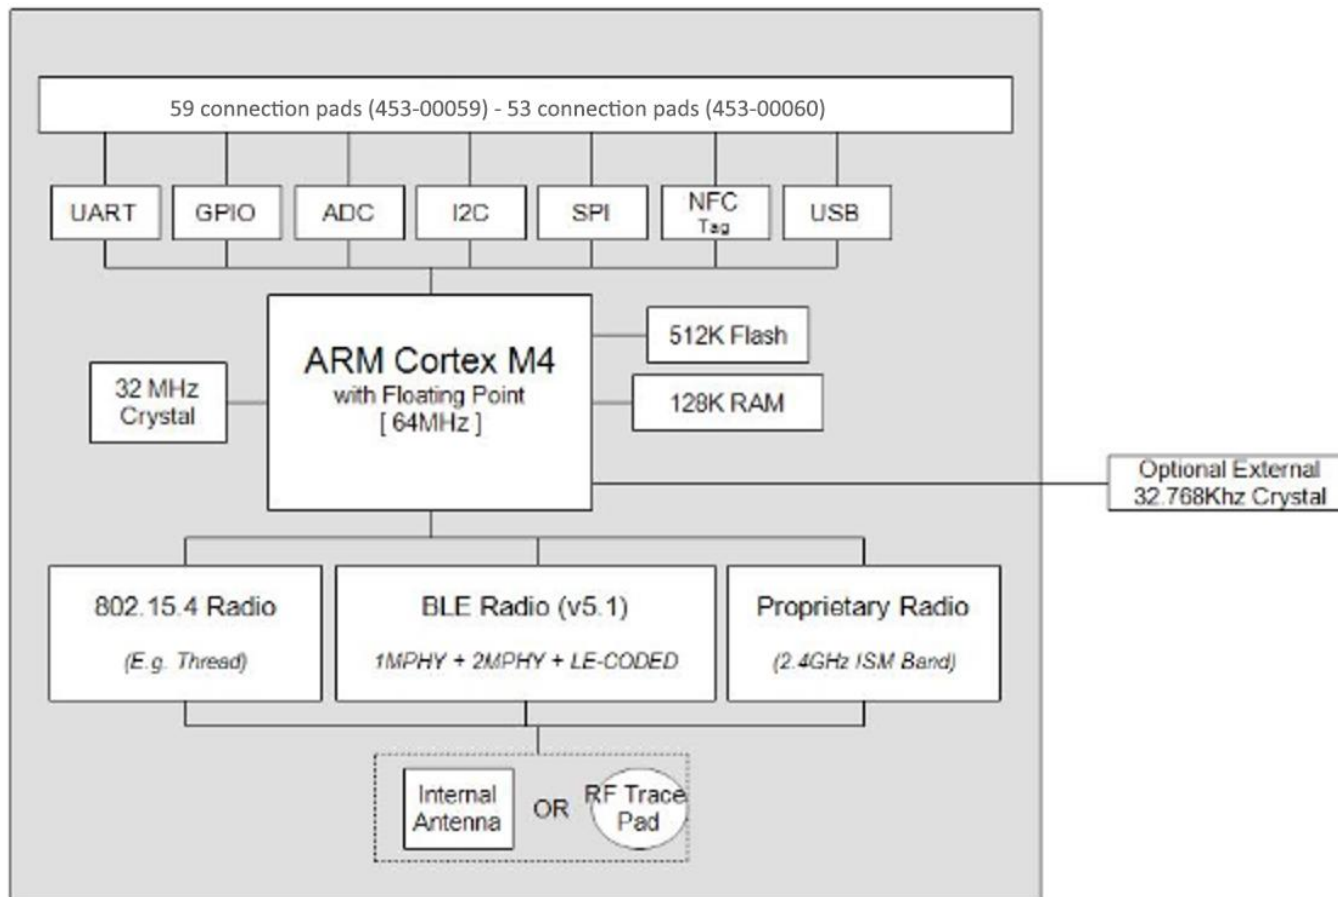 59 connection pads (453-00059) - 53 connection pads (453-00060)
UART
GPIO
ADC
I2C
SPI
NFC
Tag
USB
ARM Cortex M4
with Floating Point
[ 64MHz ]
512K Flash
128K RAM
32 MHz
Crystal
Optional External
32.768Khz Crystal
802.15.4 Radio
(E.g. Thread)
BLE Radio (v5.1)
1MPHY + 2MPHY + LE-CODED
Proprietary Radio
(2.4GHz ISM Band)
Internal
Antenna
OR
RF Trace
Pad